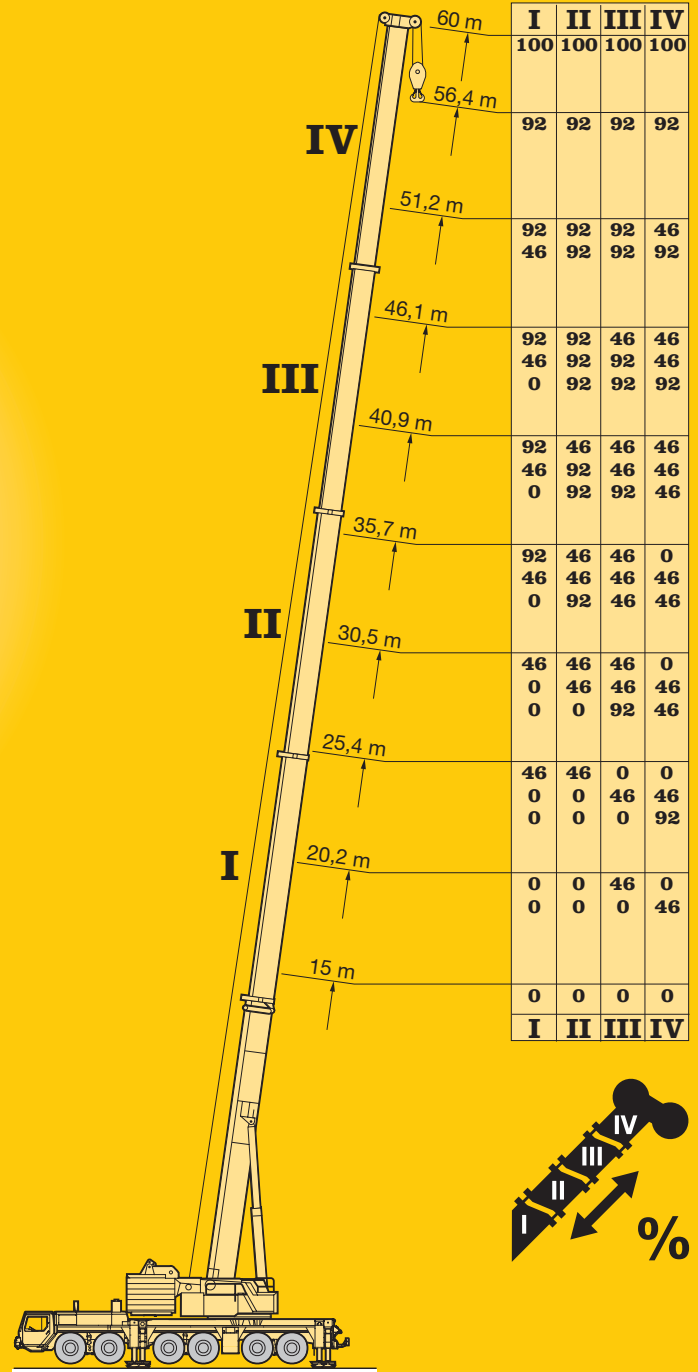 60 m
56,4 m
IV
51,2 m
46,1 m
III
40,9 m
35,7 m
II
30,5 m
25,4 m
I
20,2 m
15 m
I II III IV
100 100 100 100
92 92 92 92
92 92 92 46
46 92 92 92
92 92 46 46
46 92 92 46
0 92 92 92
92 46 46 46
46 92 46 46
0 92 92 46
92 46 46 0
46 46 46 46
0 92 46 46
46 46 46 0
0 46 46 46
0 0 92 46
46 46 0 0
0 0 46 46
0 0 0 92
0 0 46 0
0 0 0 46
0 0 0 0
I II III IV
IV
III
II
I
%